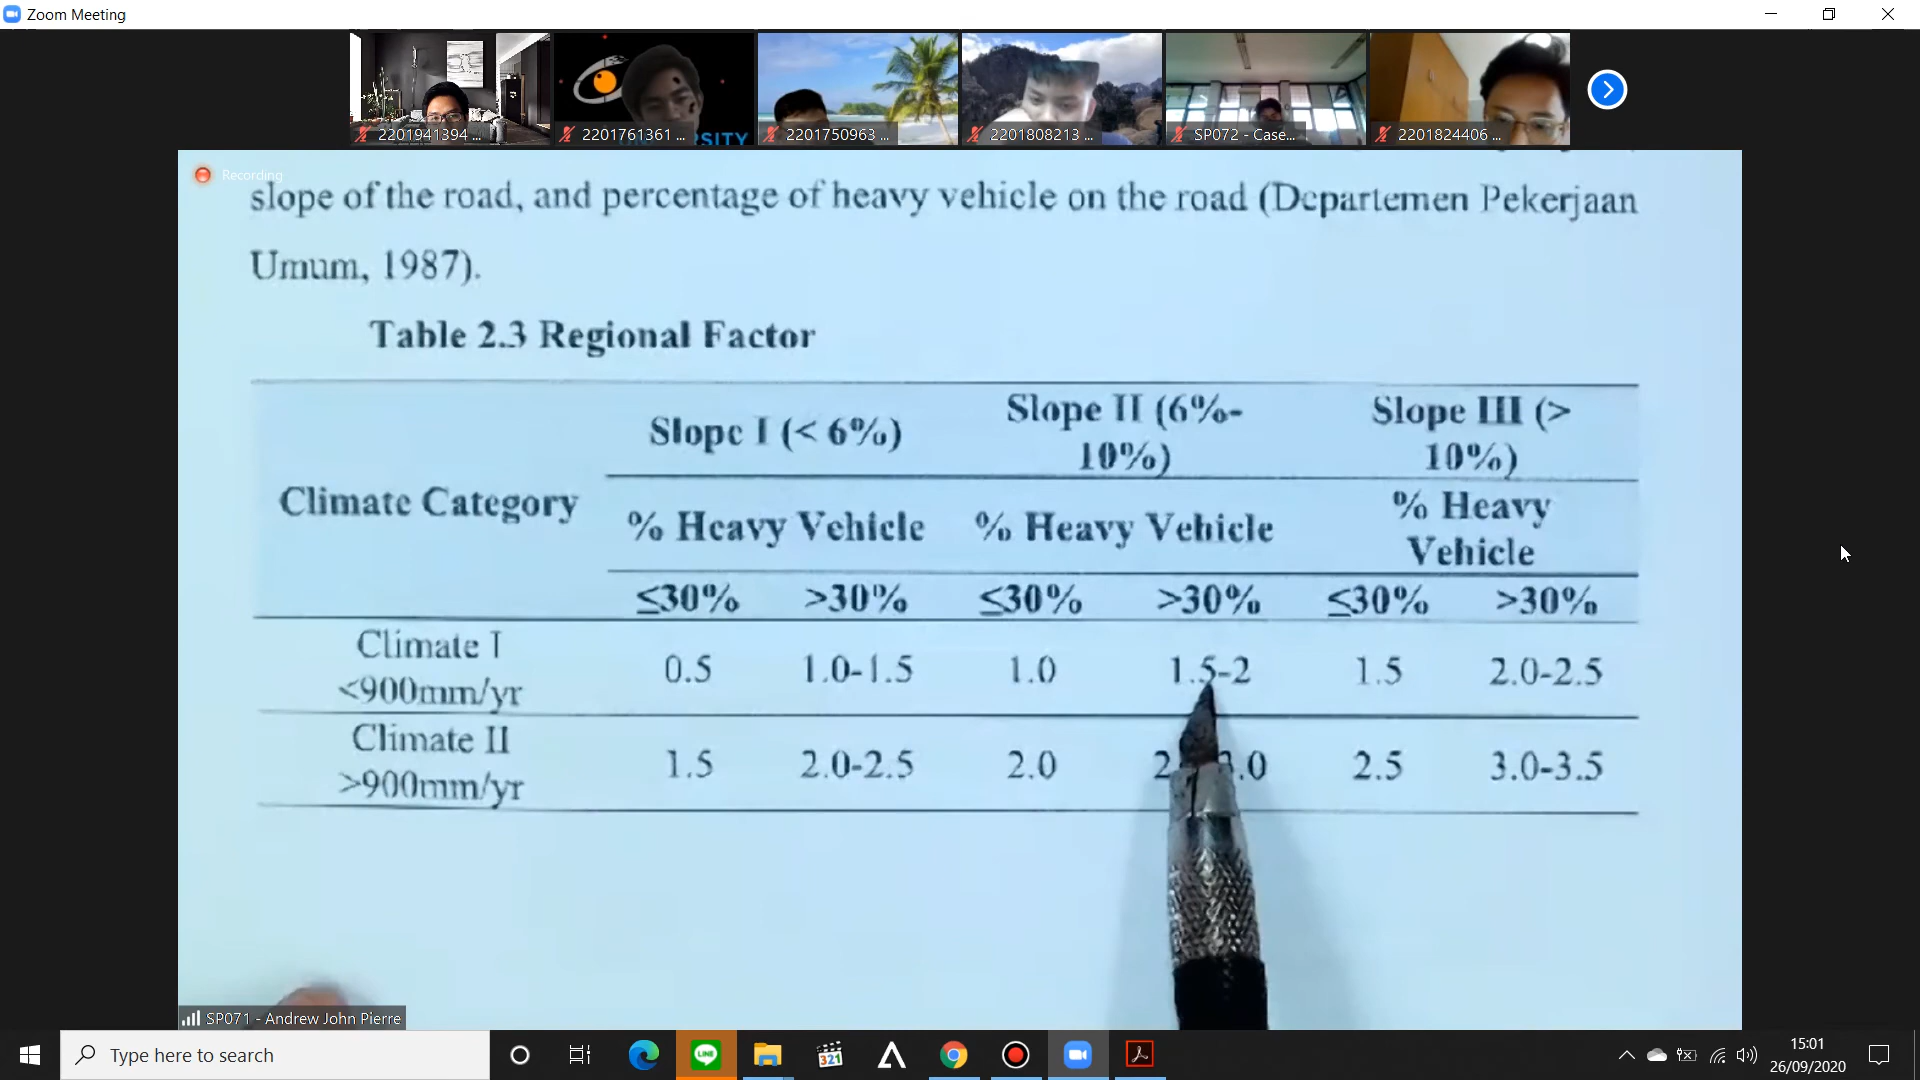 Zoom Meeting
2201941394 ...
2201761361 ...
SITY
2201750963 ...
2201808213 ...
SP072 - Case...
2201824406 ...
Recording
slope of the road, and percentage of heavy vehicle on the road (Departemen Pekerjaan
Umum, 1987).
Table 2.3 Regional Factor
Climate Category
Slope I (< 6%)
Slope II (6%-
10%)
Slope III (>
10%)
% Heavy Vehicle
% Heavy Vehicle
% Heavy
Vehicle
≤30% >30% ≤30% >30% ≤30% >30%
Climate I
<900mm/yr
0.5 1.0-1.5 1.0 1.5-2 1.5 2.0-2.5
Climate II
>900mm/yr
1.5 2.0-2.5 2.0 2.5 3.0-3.5
SP071 - Andrew John Pierre
Type here to search
LINE
321
15:01
26/09/2020